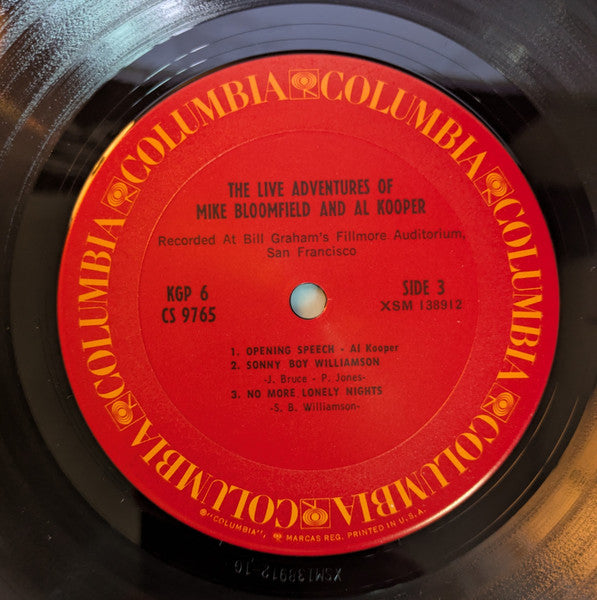 COLUMBIA COLUMBIA COLUMBIA COLUMBIA COLUMBIA COLUMBIA
THE LIVE ADVENTURES OF
MIKE BLOOMFIELD AND AL KOOPER
Recorded At Bill Graham's Fillmore Auditorium,
San Francisco
KGP 6
CS 9765
SIDE 3
XSM 138912
1. OPENING SPEECH - Al Kooper
2. SONNY BOY WILLIAMSON
-J. Bruce - P. Jones-
3. NO MORE LONELY NIGHTS
-S. B. Williamson-
®"COLUMBIA", MARCAS REG. PRINTED IN U.S.A.
XSM138912-1G